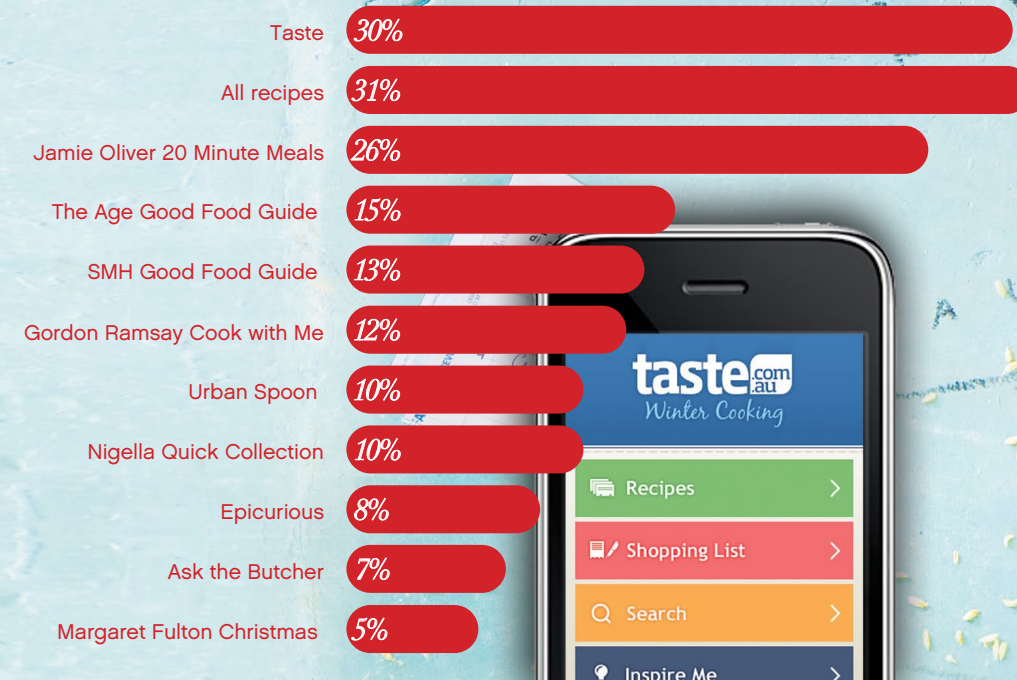 Taste 30%
All recipes 31%
Jamie Oliver 20 Minute Meals 26%
The Age Good Food Guide 15%
SMH Good Food Guide 13%
Gordon Ramsay Cook with Me 12%
Urban Spoon 10%
Nigella Quick Collection 10%
Epicurious 8%
Ask the Butcher 7%
Margaret Fulton Christmas 5%
taste.com.au
Winter Cooking
Recipes
Shopping List
Search
Inspire Me